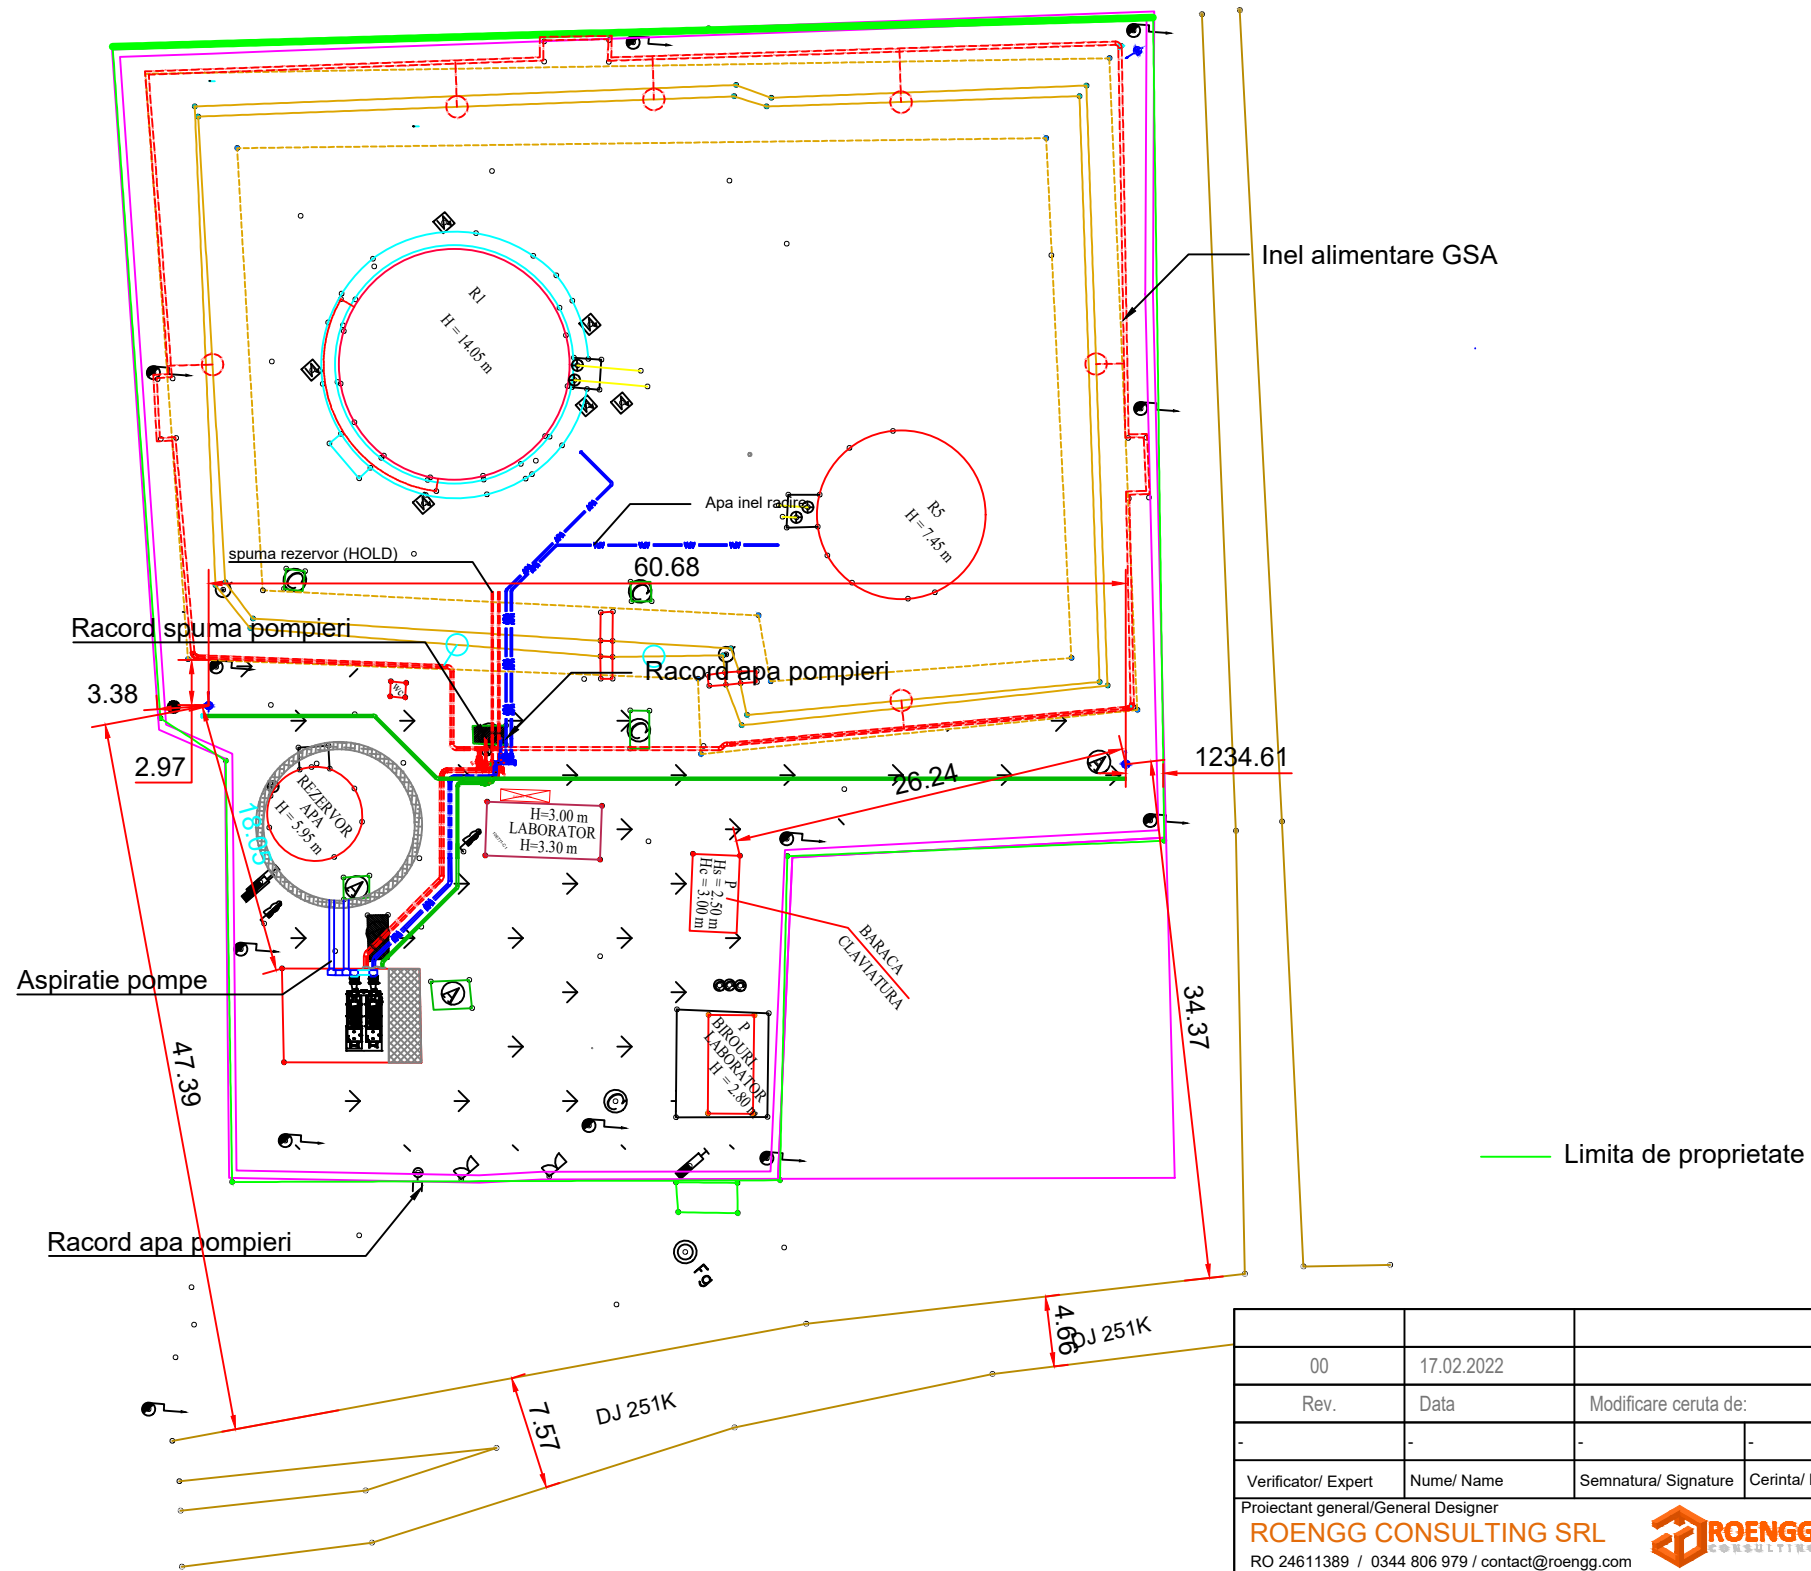 Inel alimentare GSA
R1
H = 14.05 m
R5
H = 7.45 m
Apa inel racire
spuma rezervor (HOLD)
60.68
Racord spuma pompieri
Racord apa pompieri
wc
3.38
2.97
1234.61
26.24
REZERVOR
APA
H = 5.95 m
18.05
H=3.00 m
LABORATOR
H=3.30 m
P
Hs = 2.50 m
Hc = 3.00 m
BARACA
CLAVIATURA
A
A
A
Aspiratie pompe
34.37
47.39
P
BIROURI,
LABORATOR
H = 2.80 m
Limita de proprietate
Racord apa pompieri
Fg
4.66
DJ 251K
7.57
DJ 251K
00 17.02.2022
Rev. Data Modificare ceruta de:
- - - -
Verificator/ Expert Nume/ Name Semnatura/ Signature Cerinta/
Proiectant general/General Designer
ROENGG CONSULTING SRL
RO 24611389 / 0344 806 979 / contact@roengg.com
ROENGG
CONSULTING